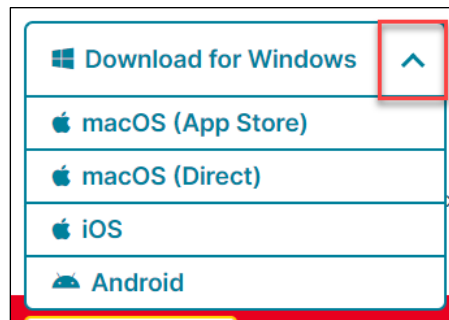 Download for Windows
macOS (App Store)
macOS (Direct)
iOS
Android